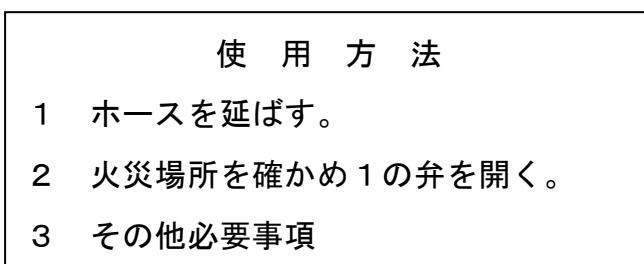 使 用 方 法
1 ホースを延ばす。
2 火災場所を確かめ1の弁を開く。
3 その他必要事項